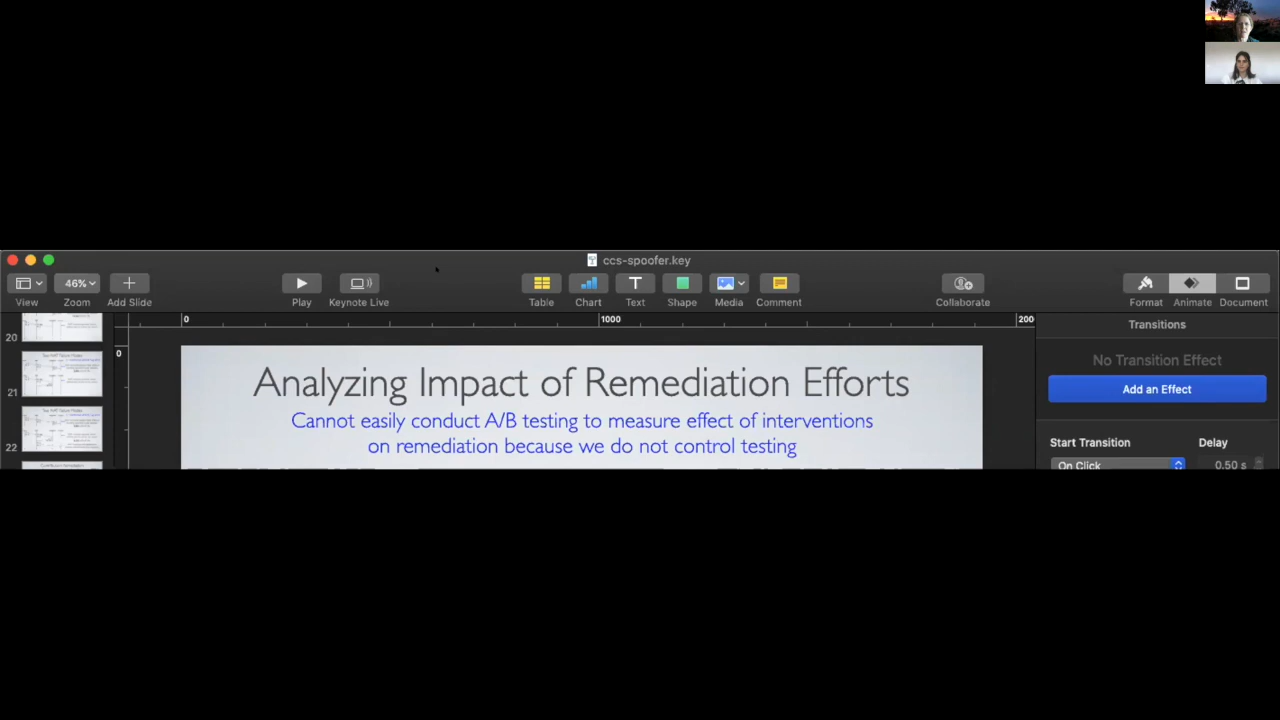 ccs-spoofer.key
46%
View
Zoom
Add Slide
Play
Keynote Live
Table
Chart
Text
Shape
Media
Comment
Collaborate
Format
Animate
Document
0
1000
200
Transitions
20
0
Analyzing Impact of Remediation Efforts
No Transition Effect
Add an Effect
21
Cannot easily conduct A/B testing to measure effect of interventions
on remediation because we do not control testing
22
Start Transition
Delay
On Click
0.50 s